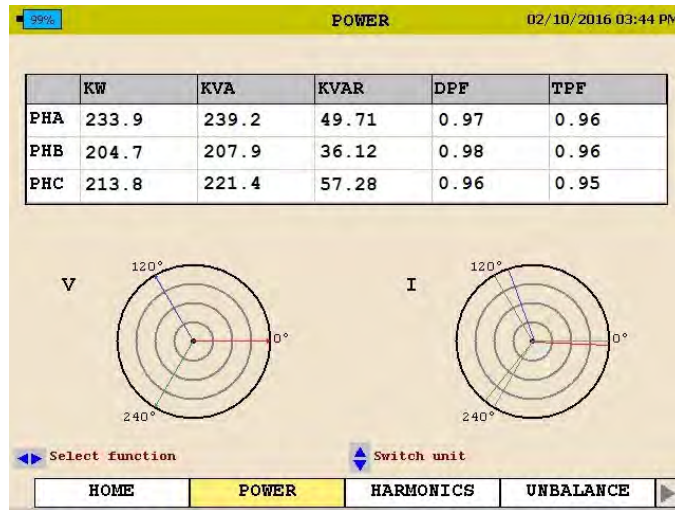 99% POWER 02/10/2016 03:44 PM
KW KVA KVAR DPF TPF
PHA 233.9 239.2 49.71 0.97 0.96
PHB 204.7 207.9 36.12 0.98 0.96
PHC 213.8 221.4 57.28 0.96 0.95
120° 120°
V I
0° 0°
240° 240°
Select function Switch unit
HOME POWER HARMONICS UNBALANCE